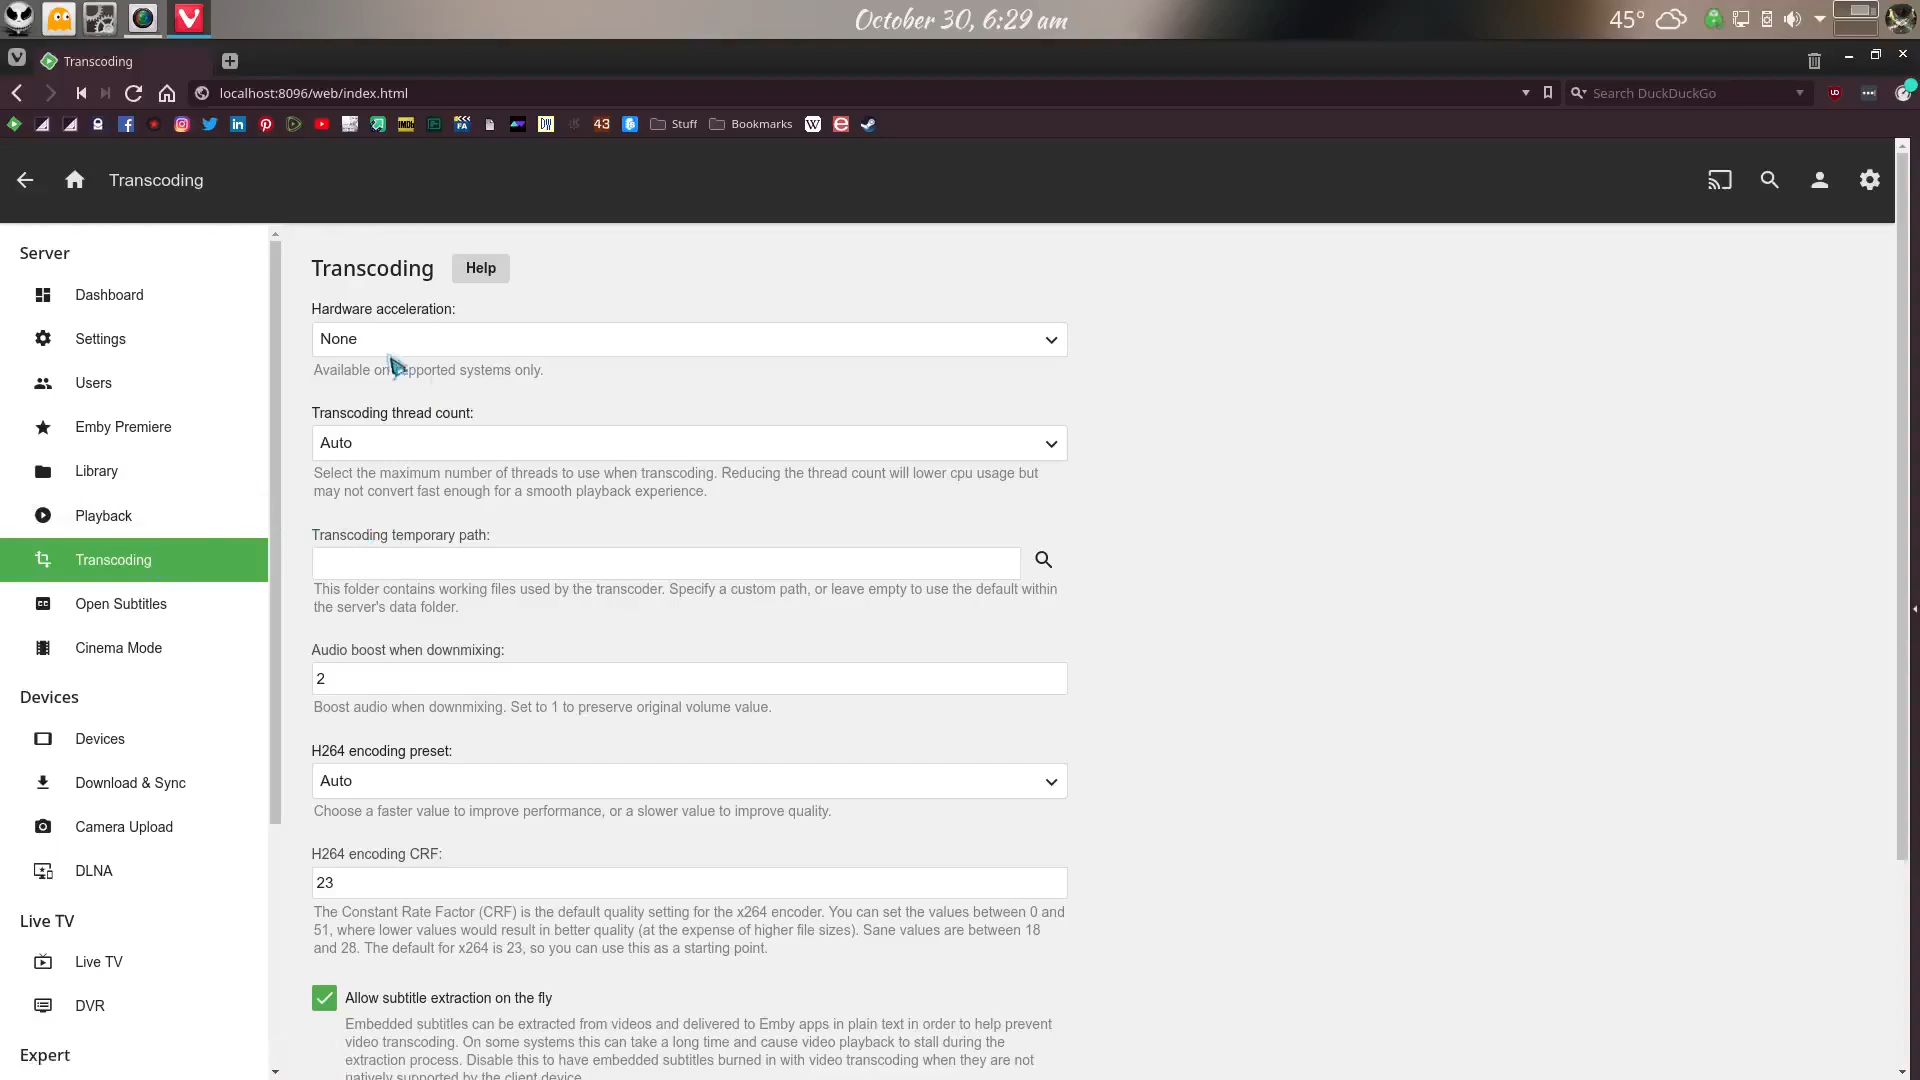 October 30, 6:29 am
45°
Transcoding
localhost:8096/web/index.html
Search DuckDuckGo
IMDb
FA
DW
43
Stuff
Bookmarks
W
Transcoding
Server
Dashboard
Settings
Users
Emby Premiere
Library
Playback
Transcoding
Open Subtitles
Cinema Mode
Devices
Devices
Download & Sync
Camera Upload
DLNA
Live TV
Live TV
DVR
Expert
Transcoding Help
Hardware acceleration:
None
Available on supported systems only.
Transcoding thread count:
Auto
Select the maximum number of threads to use when transcoding. Reducing the thread count will lower cpu usage but
may not convert fast enough for a smooth playback experience.
Transcoding temporary path:
This folder contains working files used by the transcoder. Specify a custom path, or leave empty to use the default within
the server's data folder.
Audio boost when downmixing:
2
Boost audio when downmixing. Set to 1 to preserve original volume value.
H264 encoding preset:
Auto
Choose a faster value to improve performance, or a slower value to improve quality.
H264 encoding CRF:
23
The Constant Rate Factor (CRF) is the default quality setting for the x264 encoder. You can set the values between 0 and
51, where lower values would result in better quality (at the expense of higher file sizes). Sane values are between 18
and 28. The default for x264 is 23, so you can use this as a starting point.
Allow subtitle extraction on the fly
Embedded subtitles can be extracted from videos and delivered to Emby apps in plain text in order to help prevent
video transcoding. On some systems this can take a long time and cause video playback to stall during the
extraction process. Disable this to have embedded subtitles burned in with video transcoding when they are not
natively supported by the client device.